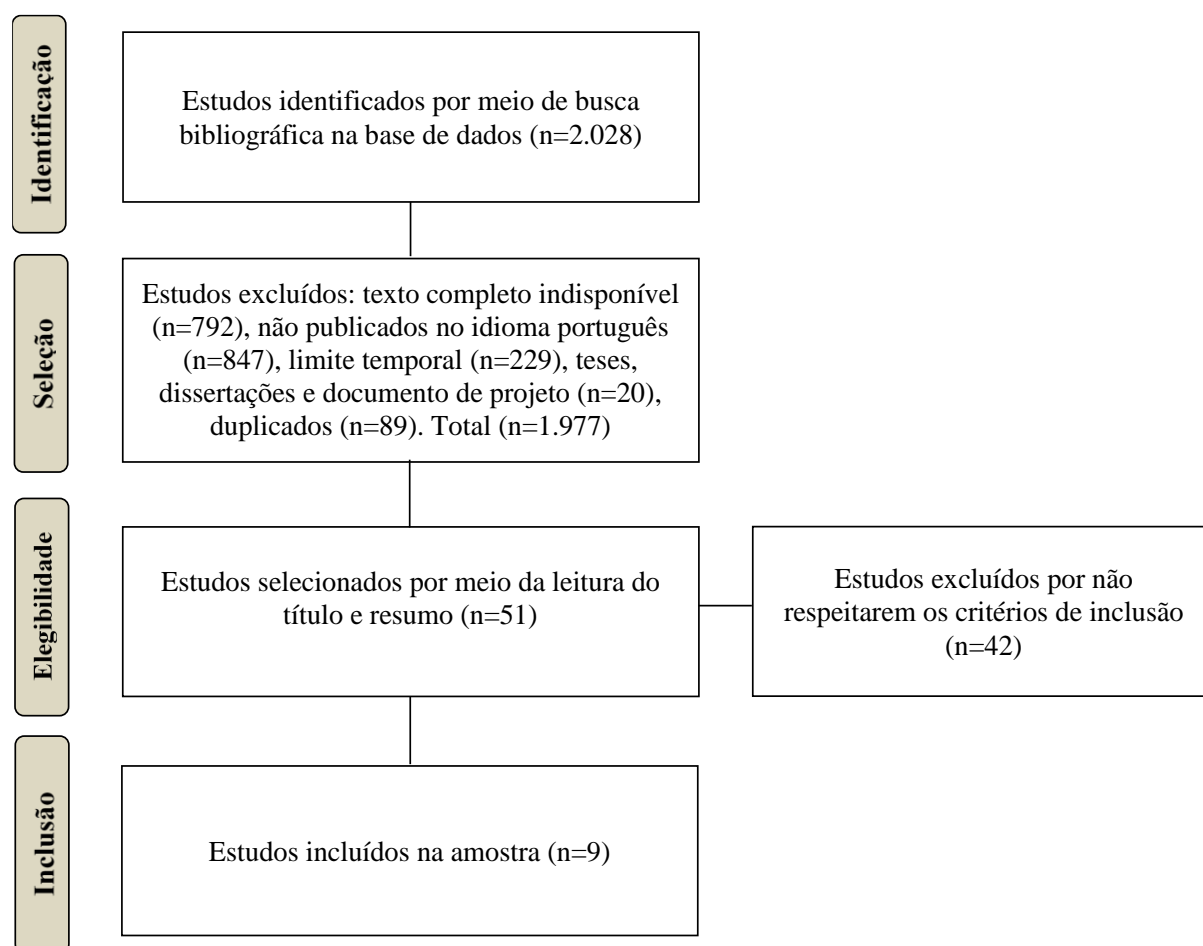 Identificação
Estudos identificados por meio de busca
bibliográfica na base de dados (n=2.028)
Seleção
Estudos excluídos: texto completo indisponível
(n=792), não publicados no idioma português
(n=847), limite temporal (n=229), teses,
dissertações e documento de projeto (n=20),
duplicados (n=89). Total (n=1.977)
Elegibilidade
Estudos selecionados por meio da leitura do
título e resumo (n=51)
Estudos excluídos por não
respeitarem os critérios de inclusão
(n=42)
Inclusão
Estudos incluídos na amostra (n=9)